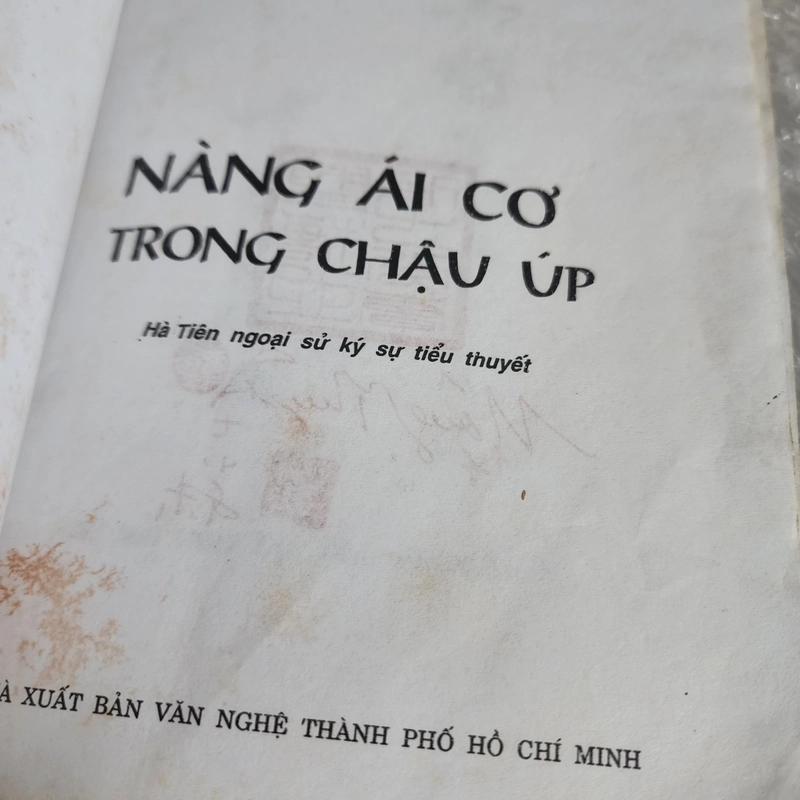 NÀNG ÁI CƠ
TRONG CHẬU ÚP
Hà Tiên ngoại sử ký sự tiểu thuyết
À XUẤT BẢN VĂN NGHỆ THÀNH PHỐ HỒ CHÍ MINH